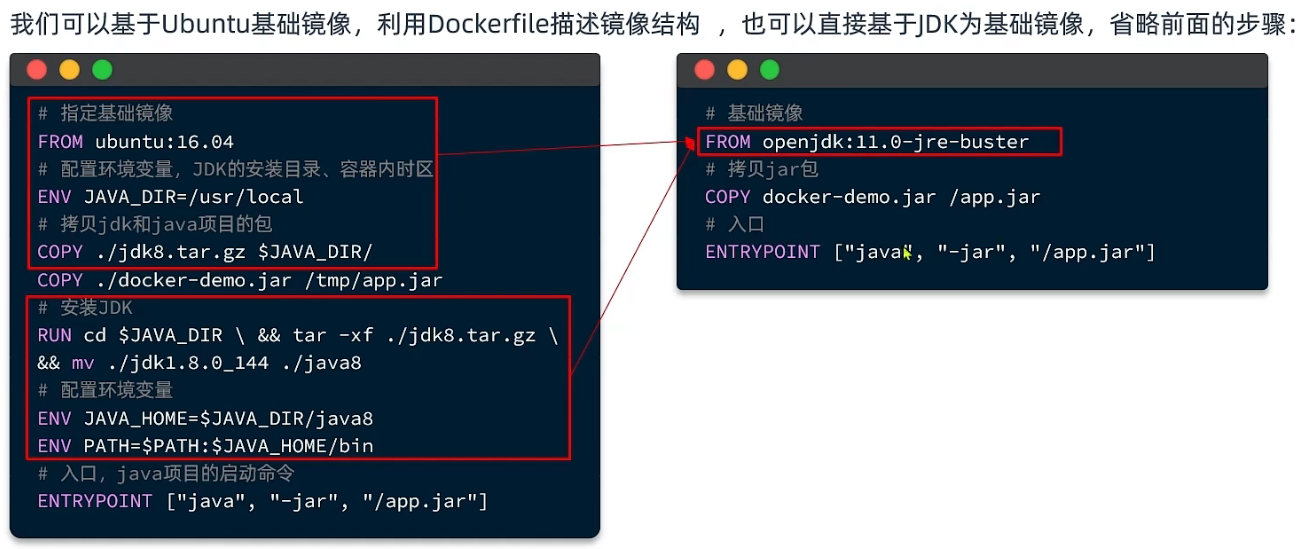 我们可以基于Ubuntu基础镜像，利用Dockerfile描述镜像结构 ，也可以直接基于JDK为基础镜像，省略前面的步骤：
# 指定基础镜像
FROM ubuntu:16.04
# 配置环境变量，JDK的安装目录、容器内时区
ENV JAVA_DIR=/usr/local
# 拷贝jdk和java项目的包
COPY ./jdk8.tar.gz $JAVA_DIR/
COPY ./docker-demo.jar /tmp/app.jar
# 安装JDK
RUN cd $JAVA_DIR \ && tar -xf ./jdk8.tar.gz \
&& mv ./jdk1.8.0_144 ./java8
# 配置环境变量
ENV JAVA_HOME=$JAVA_DIR/java8
ENV PATH=$PATH:$JAVA_HOME/bin
# 入口，java项目的启动命令
ENTRYPOINT ["java", "-jar", "/app.jar"]
# 基础镜像
FROM openjdk:11.0-jre-buster
# 拷贝jar包
COPY docker-demo.jar /app.jar
# 入口
ENTRYPOINT ["java", "-jar", "/app.jar"]